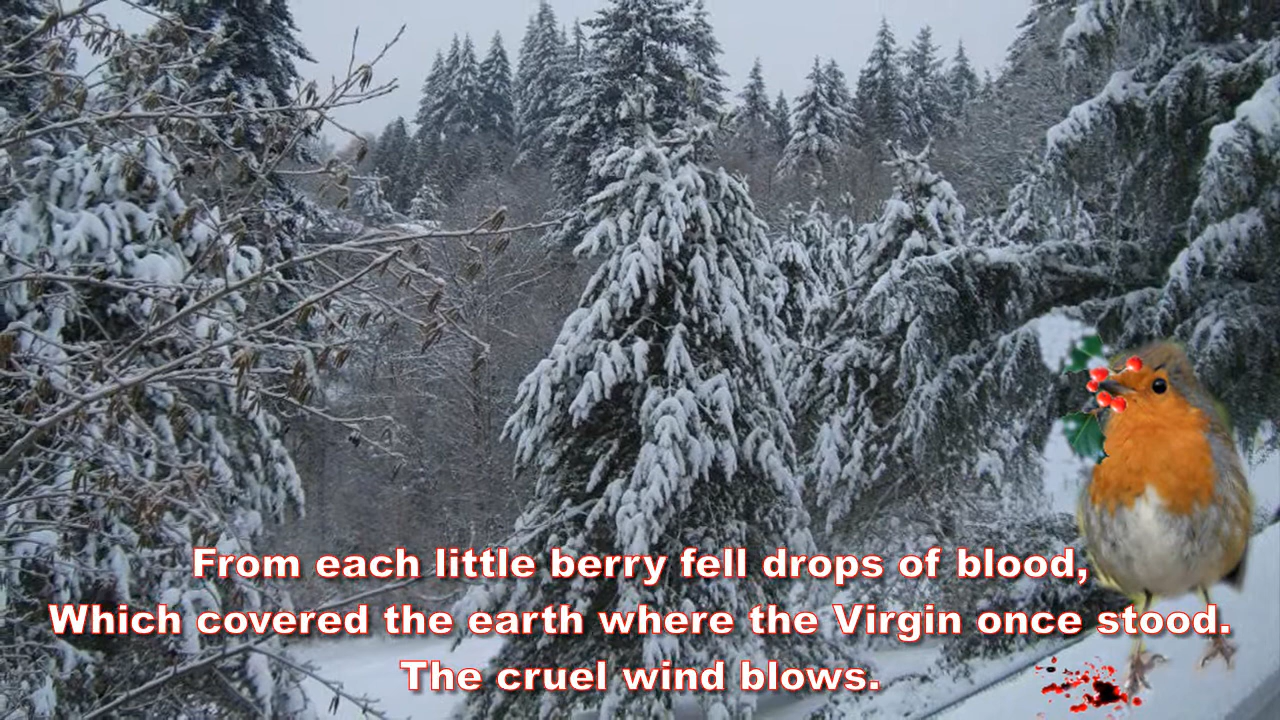 From each little berry fell drops of blood,
Which covered the earth where the Virgin once stood.
The cruel wind blows.